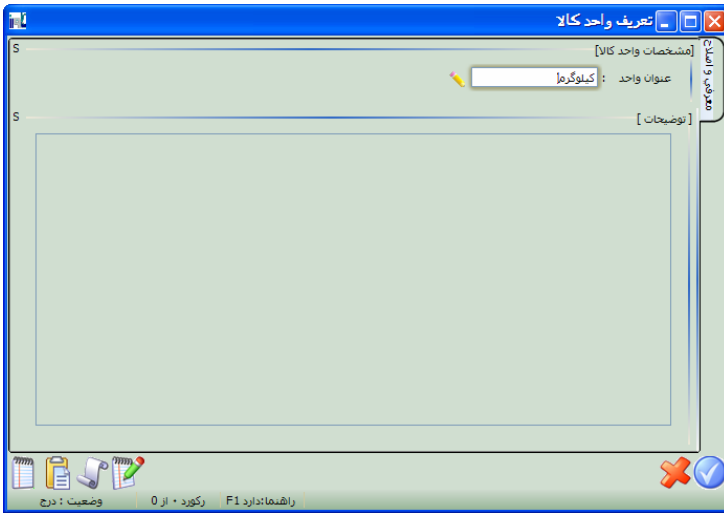 تعریف واحد کالا
معرفي و اصلاح
[مشخصات واحد کالا]
S
عنوان واحد : کیلوگرم
[ توضیحات ]
S
راهنما:دارد F1
رکورد ۰ از 0
وضعیت : درج